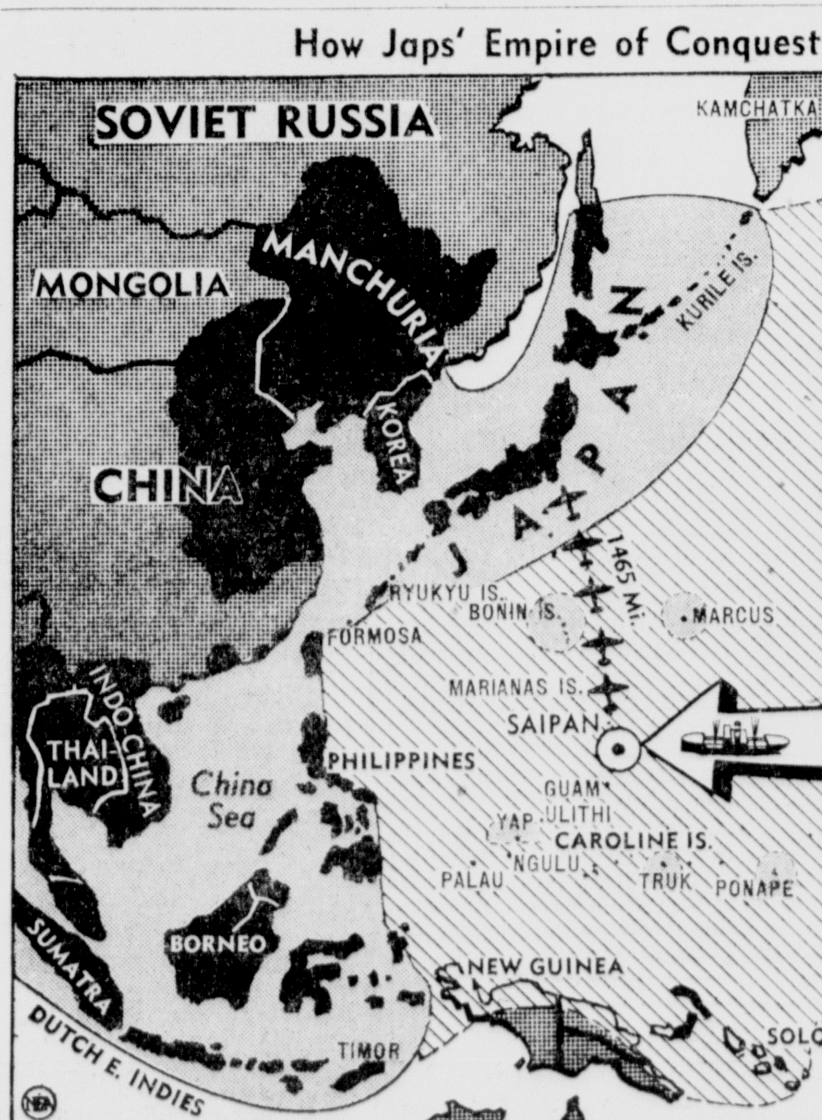 How Japs' Empire of Conquest
KAMCHATKA
SOVIET RUSSIA
MANCHURIA
MONGOLIA
KURILE IS.
KOREA
CHINA
JAPAN
1465 Mi.
RYUKYU IS.
BONIN IS.
MARCUS
FORMOSA
MARIANAS IS.
INDO-CHINA
SAIPAN
THAI-
LAND
PHILIPPINES
China
Sea
GUAM
ULITHI
YAP
CAROLINE IS.
NGULU
PALAU
TRUK
PONAPE
BORNEO
SUMATRA
NEW GUINEA
SOLO
TIMOR
DUTCH E. INDIES
NEA